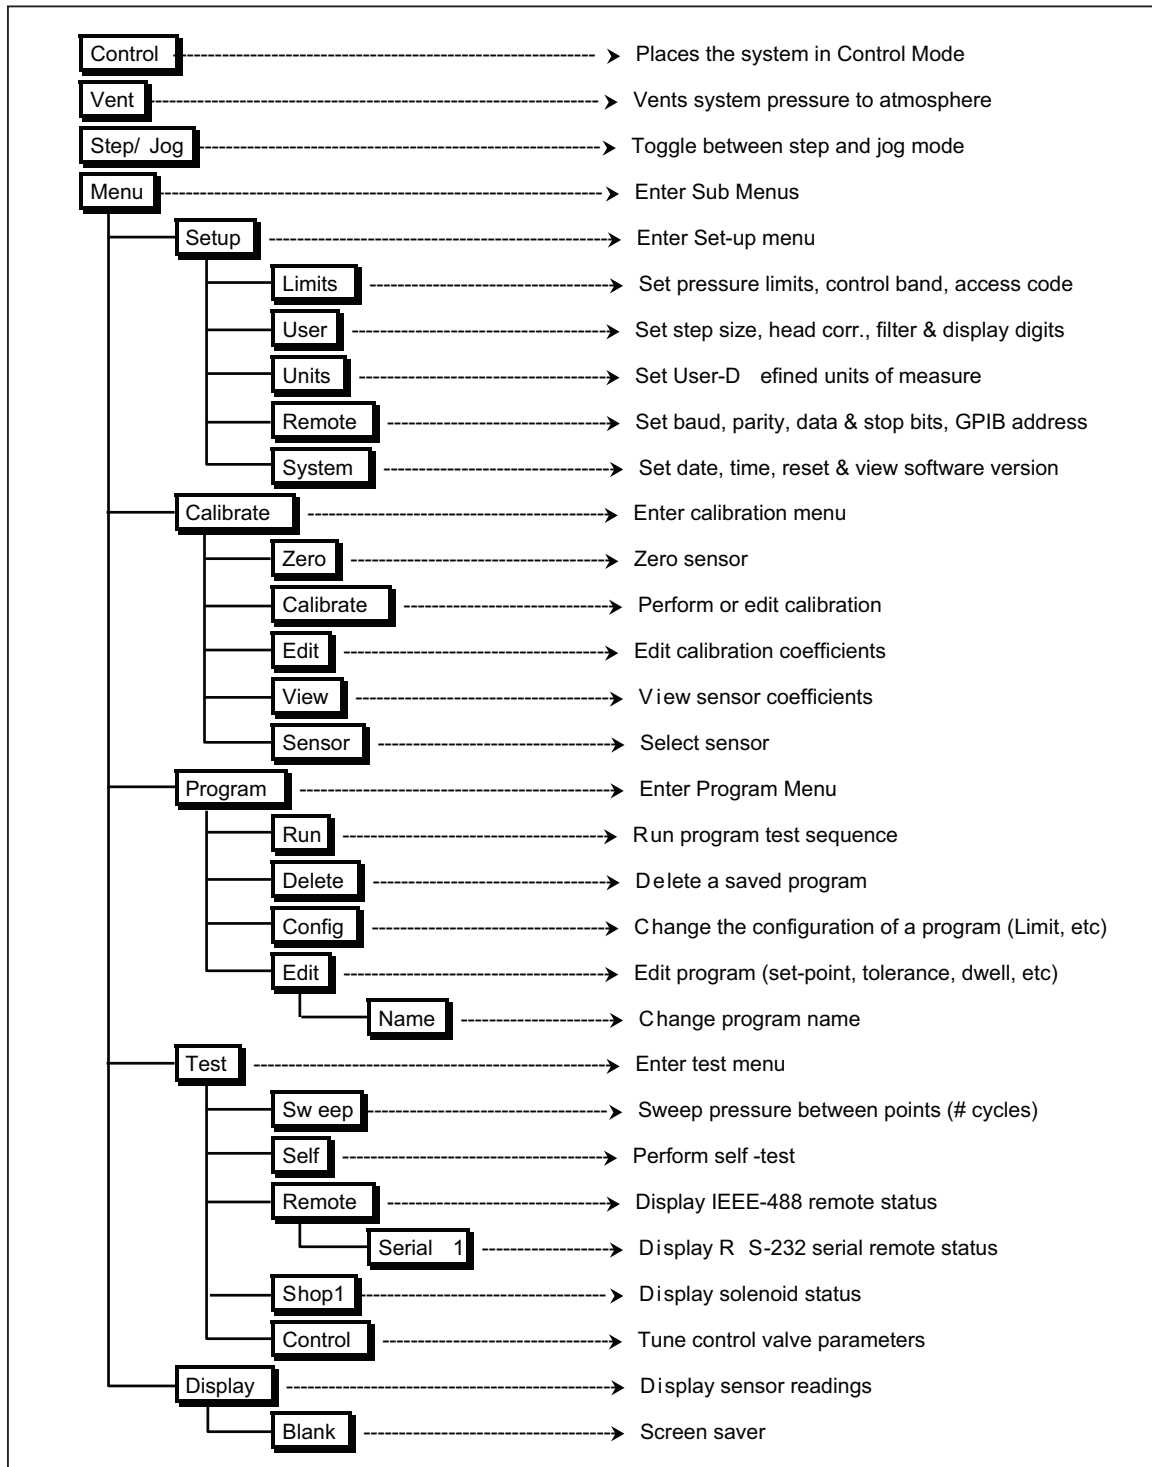 Control Places the system in Control Mode
Vent Vents system pressure to atmosphere
Step/ Jog Toggle between step and jog mode
Menu Enter Sub Menus
Setup Enter Set-up menu
Limits Set pressure limits, control band, access code
User Set step size, head corr., filter & display digits
Units Set User-D efined units of measure
Remote Set baud, parity, data & stop bits, GPIB address
System Set date, time, reset & view software version
Calibrate Enter calibration menu
Zero Zero sensor
Calibrate Perform or edit calibration
Edit Edit calibration coefficients
View View sensor coefficients
Sensor Select sensor
Program Enter Program Menu
Run Run program test sequence
Delete Delete a saved program
Config Change the configuration of a program (Limit, etc)
Edit Edit program (set-point, tolerance, dwell, etc)
Name Change program name
Test Enter test menu
Sw eep Sweep pressure between points (# cycles)
Self Perform self -test
Remote Display IEEE-488 remote status
Serial 1 Display R S-232 serial remote status
Shop1 Display solenoid status
Control Tune control valve parameters
Display Display sensor readings
Blank Screen saver